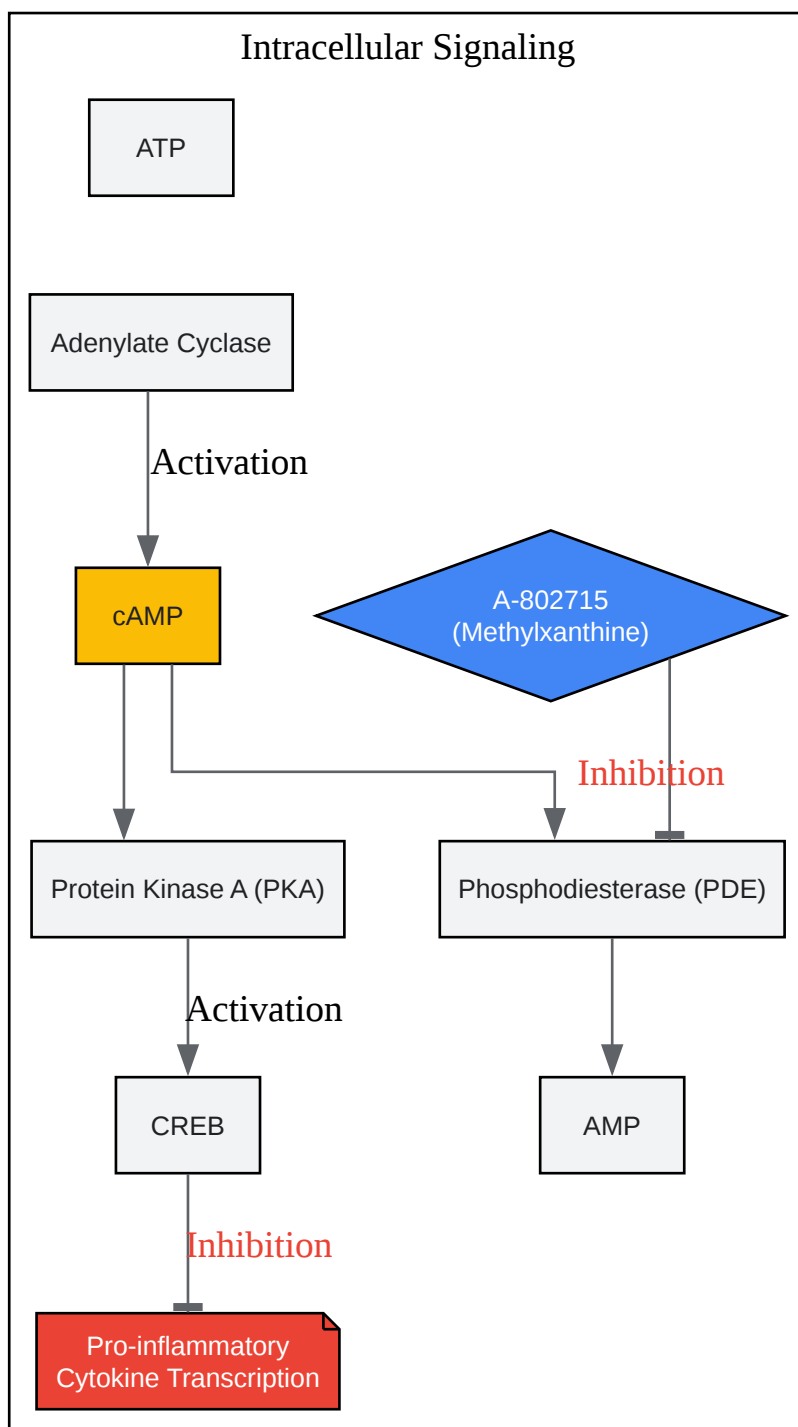 Intracellular Signaling
ATP
Adenylate Cyclase
Activation
cAMP
A-802715
(Methylxanthine)
Inhibition
Protein Kinase A (PKA)
Phosphodiesterase (PDE)
Activation
CREB
AMP
Inhibition
Pro-inflammatory
Cytokine Transcription